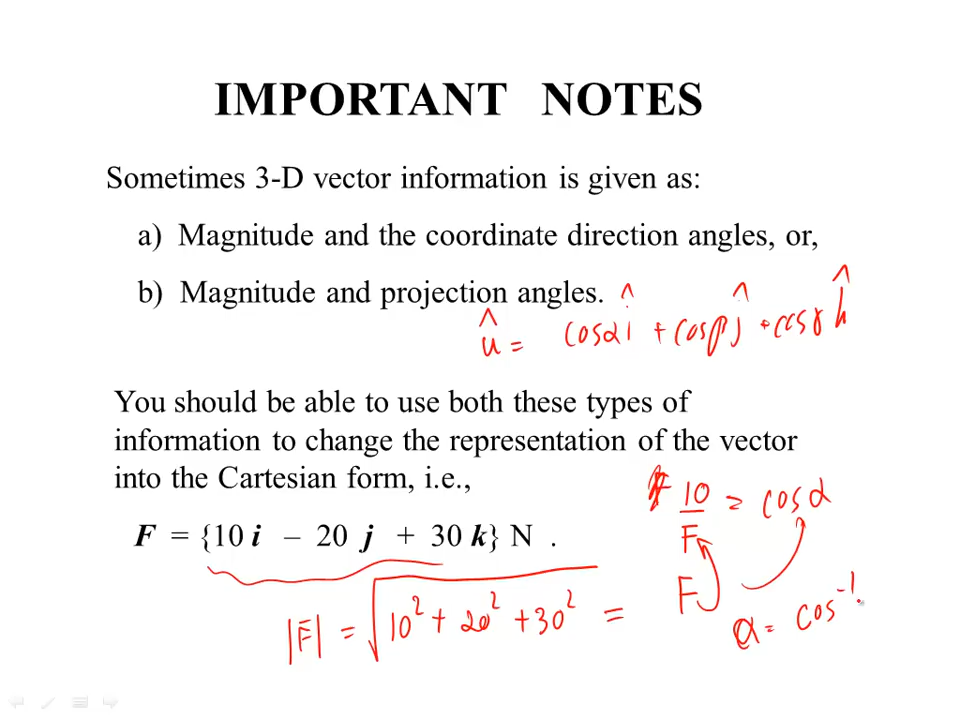 IMPORTANT NOTES
Sometimes 3-D vector information is given as:
a) Magnitude and the coordinate direction angles, or,
b) Magnitude and projection angles.
û = cosα î + cosβ ĵ + cosγ k̂
You should be able to use both these types of
information to change the representation of the vector
into the Cartesian form, i.e.,
10/F = cosα
F = {10 i – 20 j + 30 k} N .
F
|F| = √10² + 20² + 30² =
α = cos⁻¹